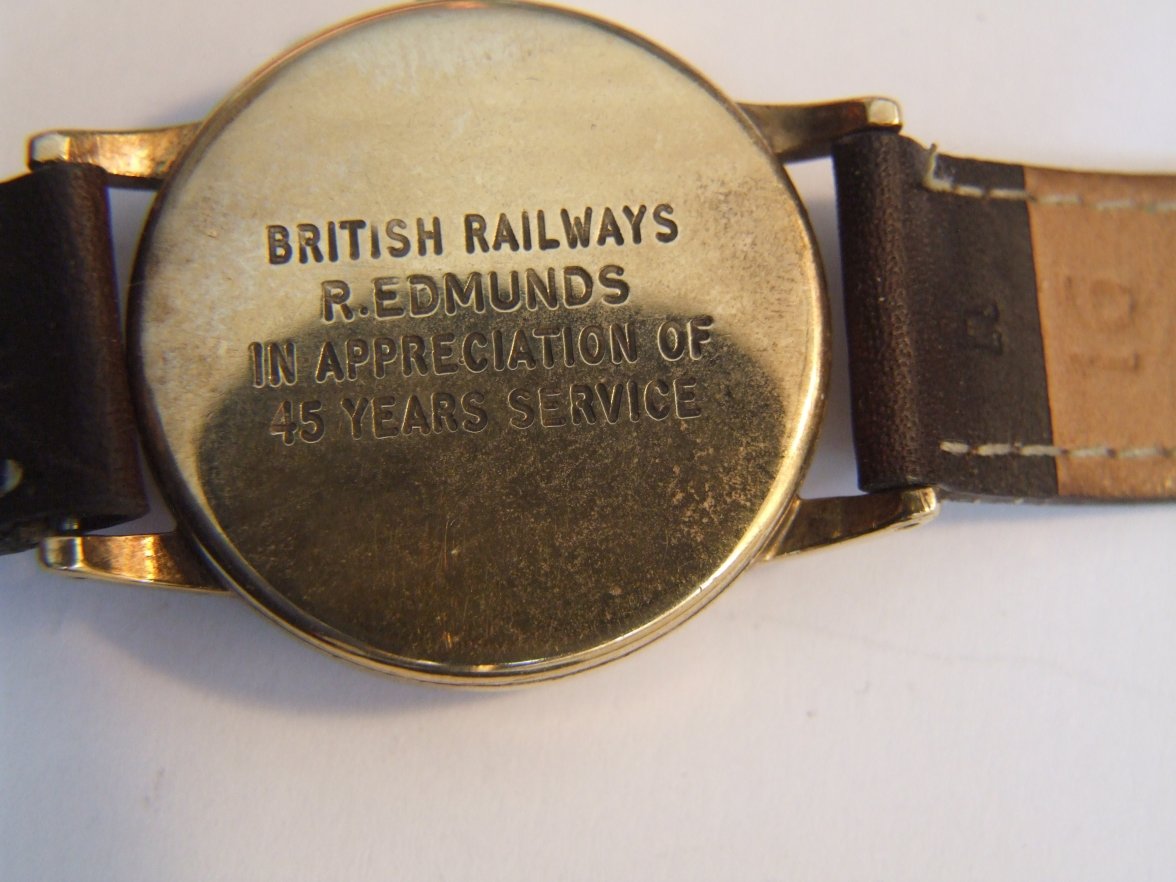 BRITISH RAILWAYS
R.EDMUNDS
IN APPRECIATION OF
45 YEARS SERVICE